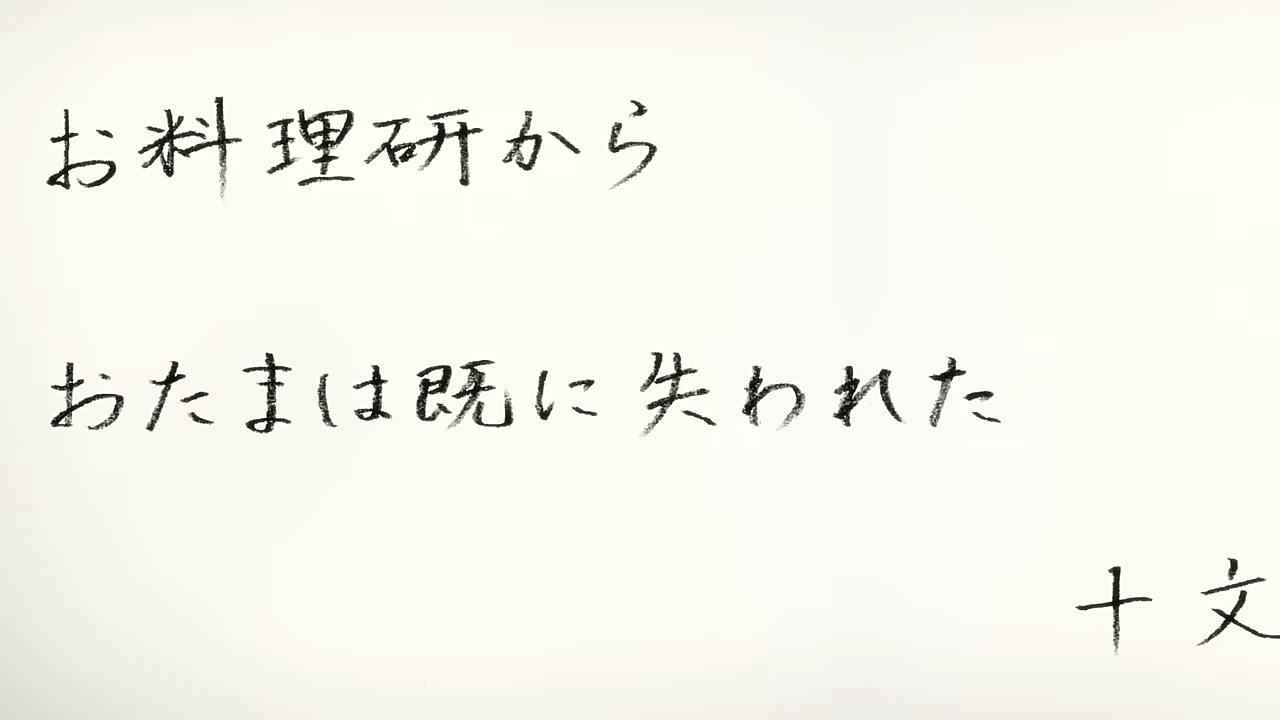 お料理研から
おたまは既に失われた
十文